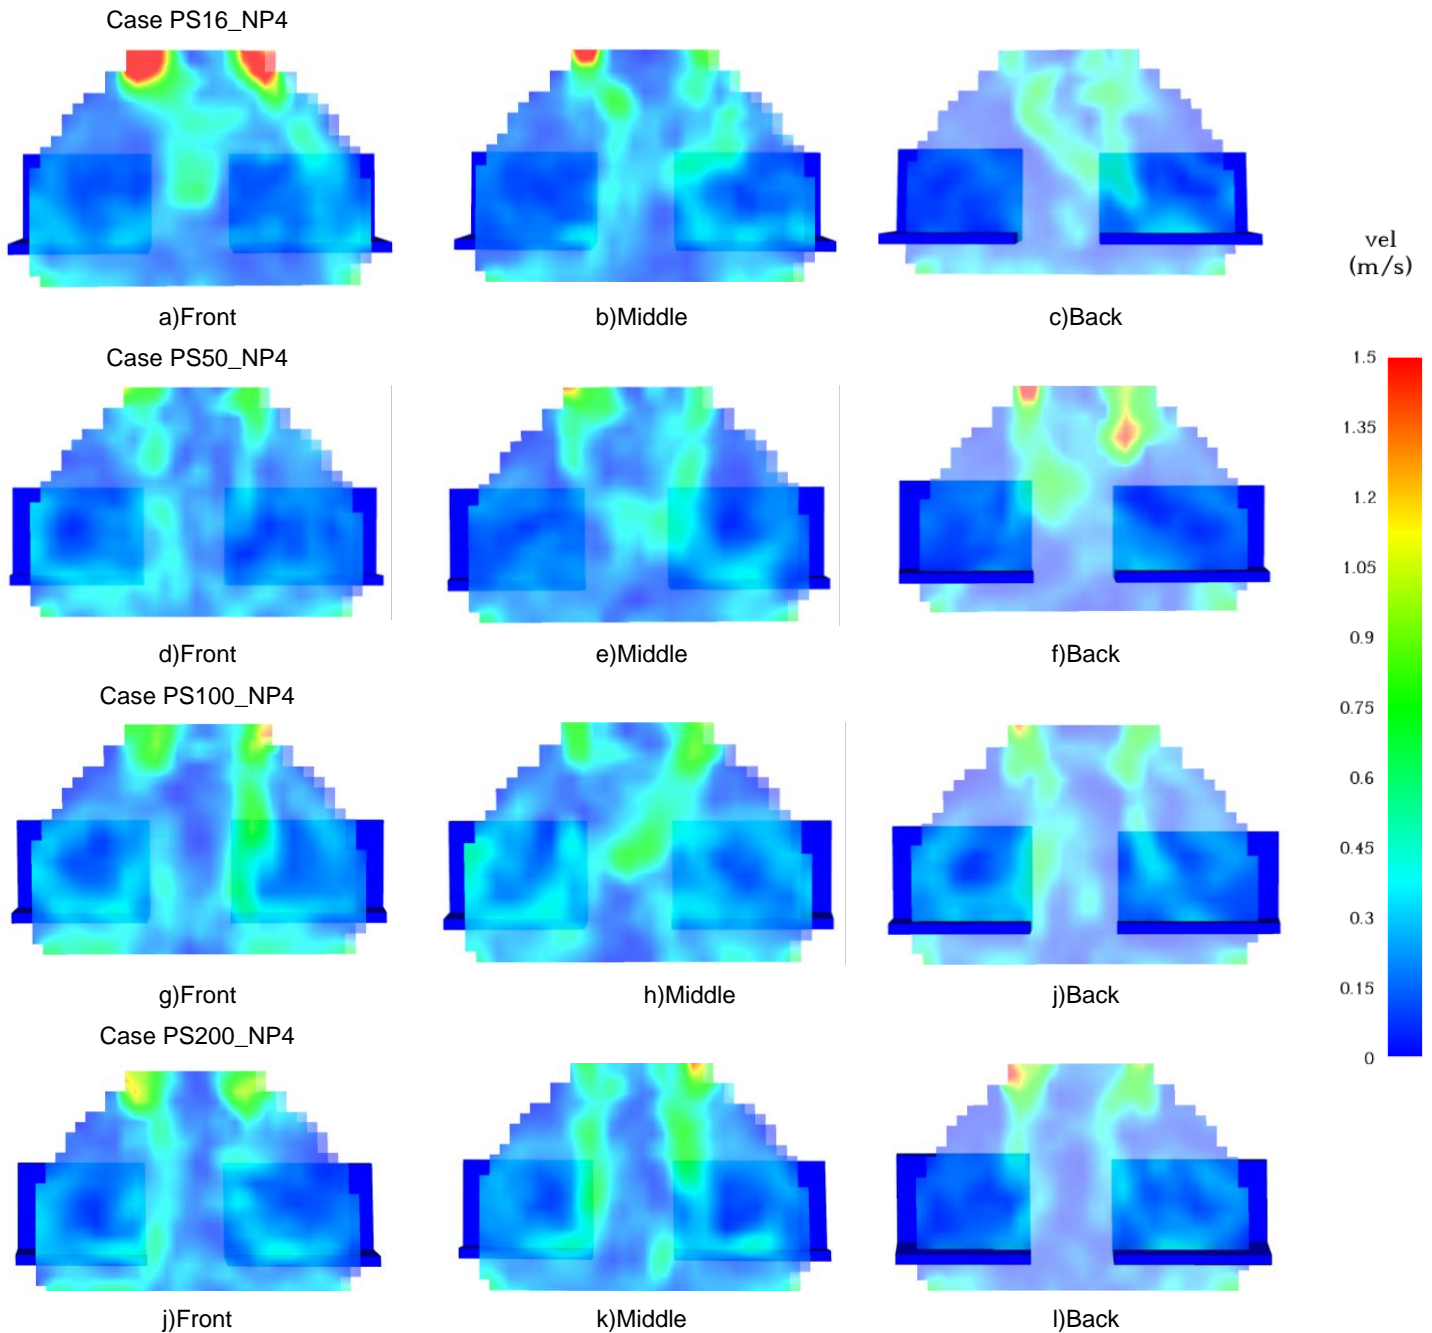 Case PS16_NP4
a)Front
b)Middle
c)Back
Case PS50_NP4
d)Front
e)Middle
f)Back
Case PS100_NP4
g)Front
h)Middle
j)Back
Case PS200_NP4
j)Front
k)Middle
l)Back
vel
(m/s)
1.5
1.35
1.2
1.05
0.9
0.75
0.6
0.45
0.3
0.15
0